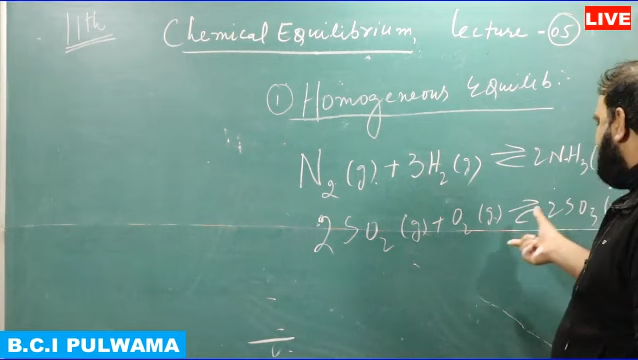 LIVE
11th
Chemical Equilibrium, lecture-05
① Homogeneous Equilib:
N₂(g) + 3H₂(g) ⇌ 2NH₃(
2SO₂(g) + O₂(g) ⇌ 2SO₃(
B.C.I PULWAMA